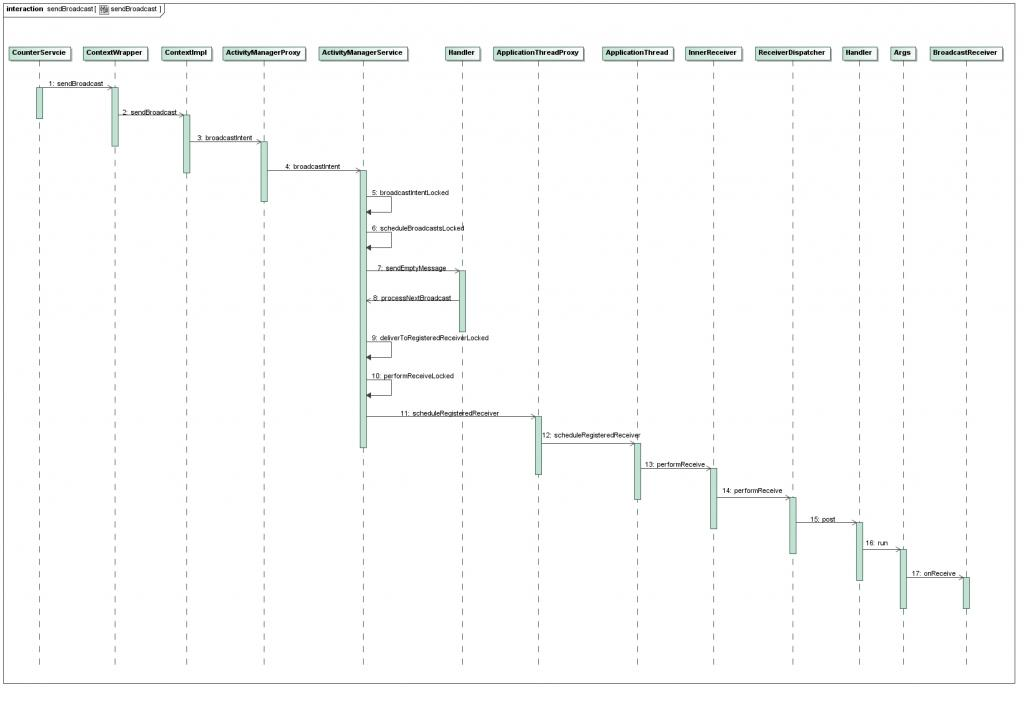 interaction sendBroadcast[ sendBroadcast ]
CounterServcie ContextWrapper ContextImpl ActivityManagerProxy ActivityManagerService Handler ApplicationThreadProxy ApplicationThread InnerReceiver ReceiverDispatcher Handler Args BroadcastReceiver
1: sendBroadcast
2: sendBroadcast
3: broadcastIntent
4: broadcastIntent
5: broadcastIntentLocked
6: scheduleBroadcastsLocked
7: sendEmptyMessage
8: processNextBroadcast
9: deliverToRegisteredReceiverLocked
10: performReceiveLocked
11: scheduleRegisteredReceiver
12: scheduleRegisteredReceiver
13: performReceive
14: performReceive
15: post
16: run
17: onReceive